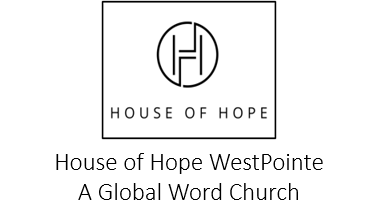 HOUSE OF HOPE
House of Hope WestPointe
A Global Word Church